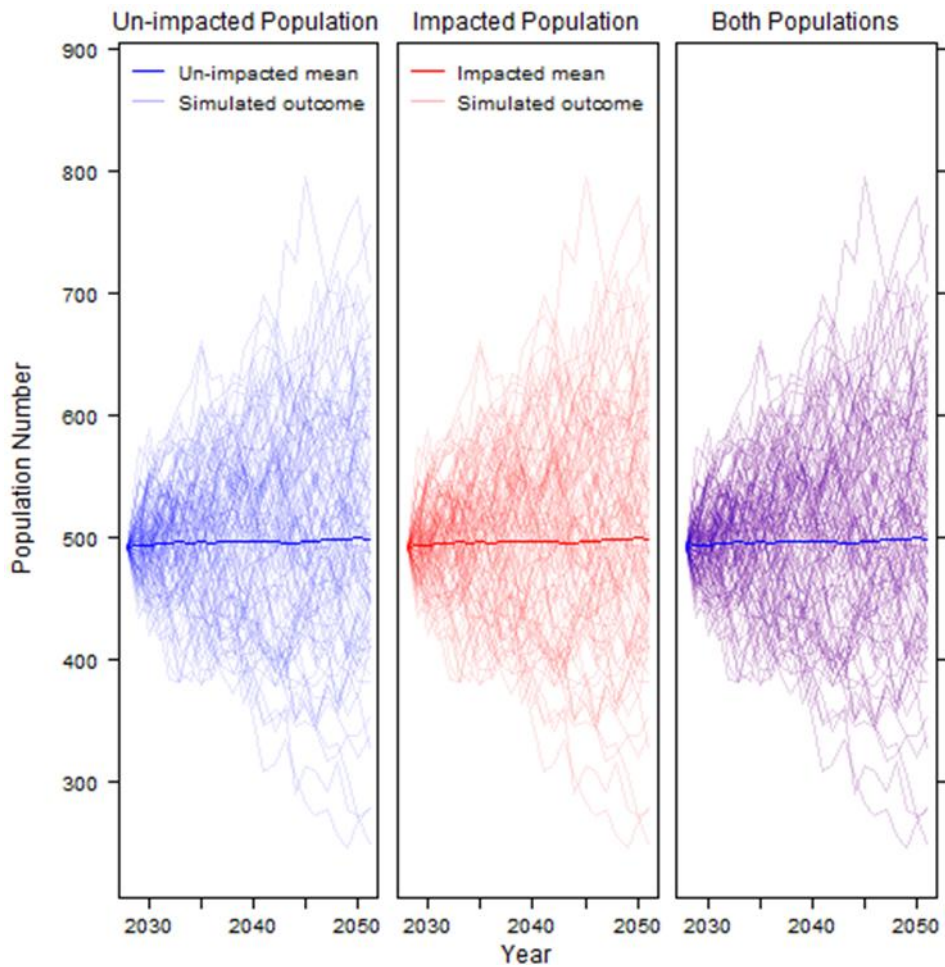 Un-impacted Population
Impacted Population
Both Populations
Un-impacted mean
Simulated outcome
Impacted mean
Simulated outcome
Population Number
900
800
700
600
500
400
300
2030
2040
2050
2030
2040
2050
2030
2040
2050
Year